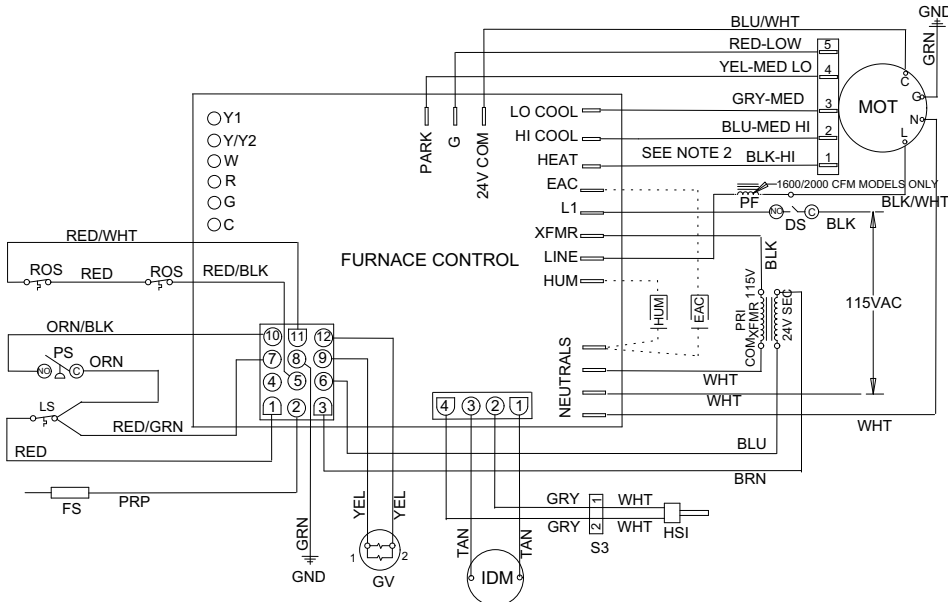 BLU/WHT
GND
RED-LOW
5
GRN
YEL-MED LO
4
C
Y1
PARK
G
24V COM
LO COOL
GRY-MED
3
MOT
G
N
Y/Y2
HI COOL
BLU-MED HI
2
L
W
HEAT
SEE NOTE 2
BLK-HI
1
R
EAC
1600/2000 CFM MODELS ONLY
PF
BLK/WHT
G
L1
NO
C
DS
BLK
C
XFMR
RED/WHT
BLK
ROS
RED
ROS
RED/BLK
FURNACE CONTROL
LINE
HUM
115VAC
HUM
EAC
COM
PRI
XFMR
115V
24V SEC
ORN/BLK
10
11
12
PS
NO
C
ORN
7
8
9
NEUTRALS
WHT
4
5
6
WHT
LS
1
2
3
4
3
2
1
RED/GRN
WHT
RED
BLU
BRN
FS
PRP
GRN
YEL
YEL
TAN
TAN
GRY
1
WHT
GRY
2
WHT
HSI
S3
GND
1
2
GV
IDM